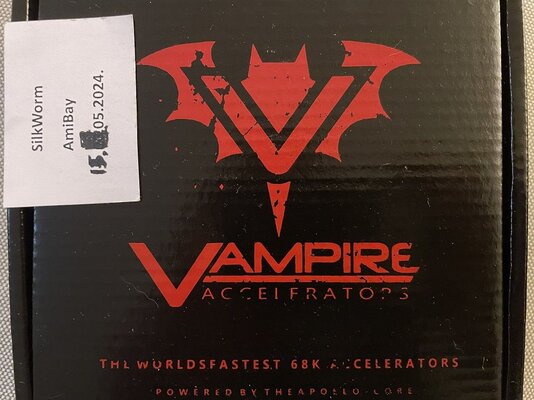 SilkWorm
AmiBay
15. 05.2024.
VAMPIRE
ACCELERATORS
THE WORLDSFASTEST 68K ACCELERATORS
POWERED BY THEAPOLLO-CORE